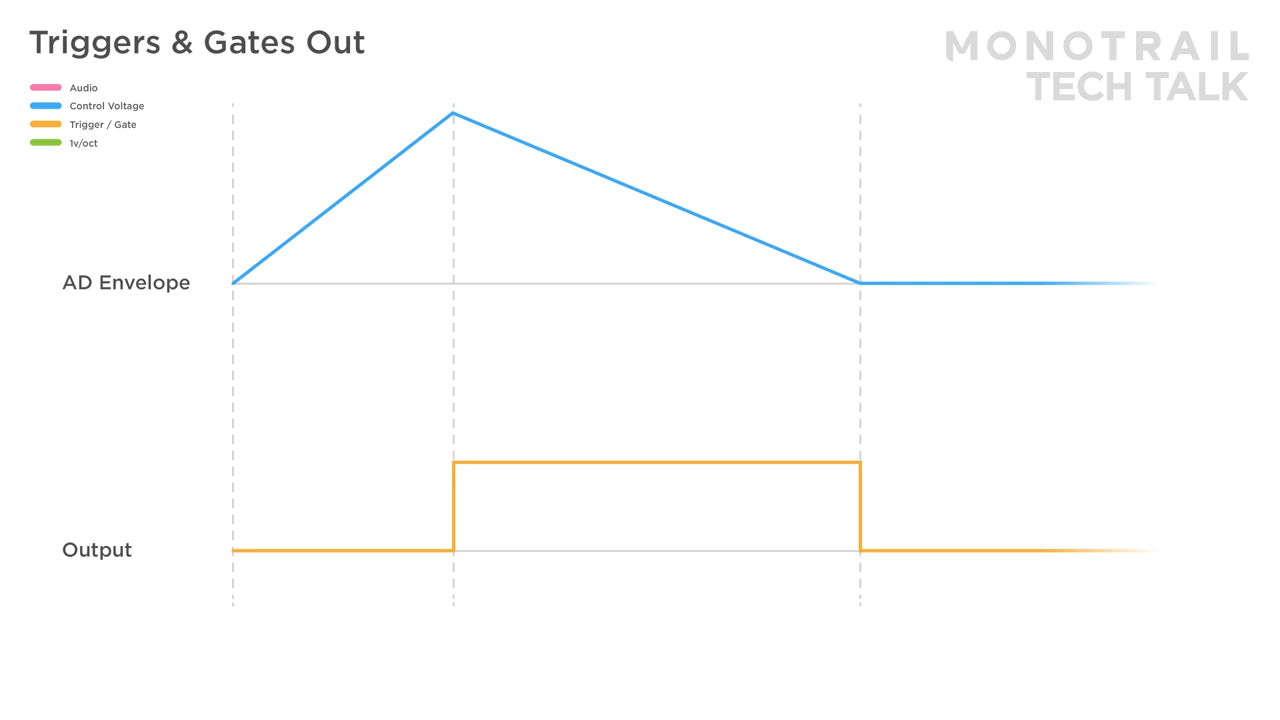 Triggers & Gates Out
MONOTRAIL
TECH TALK
Audio
Control Voltage
Trigger / Gate
1v/oct
AD Envelope
Output